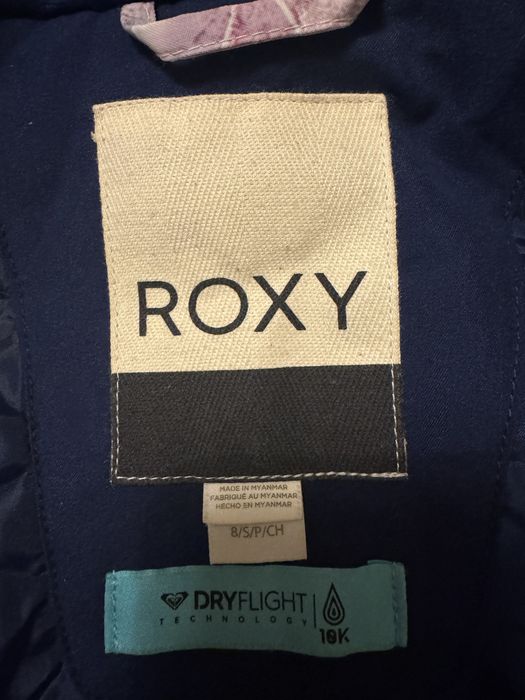 ROXY
MADE IN MYANMAR
FABRIQUÉ AU MYANMAR
HECHO EN MYANMAR
8/S/P/CH
DRYFLIGHT
TECHNOLOGY
10K